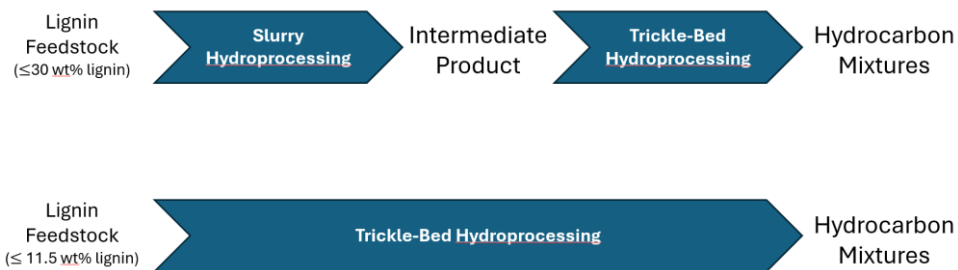 Lignin
Feedstock
(≤30 wt% lignin)
Slurry
Hydroprocessing
Intermediate
Product
Trickle-Bed
Hydroprocessing
Hydrocarbon
Mixtures
Lignin
Feedstock
(≤ 11.5 wt% lignin)
Trickle-Bed Hydroprocessing
Hydrocarbon
Mixtures